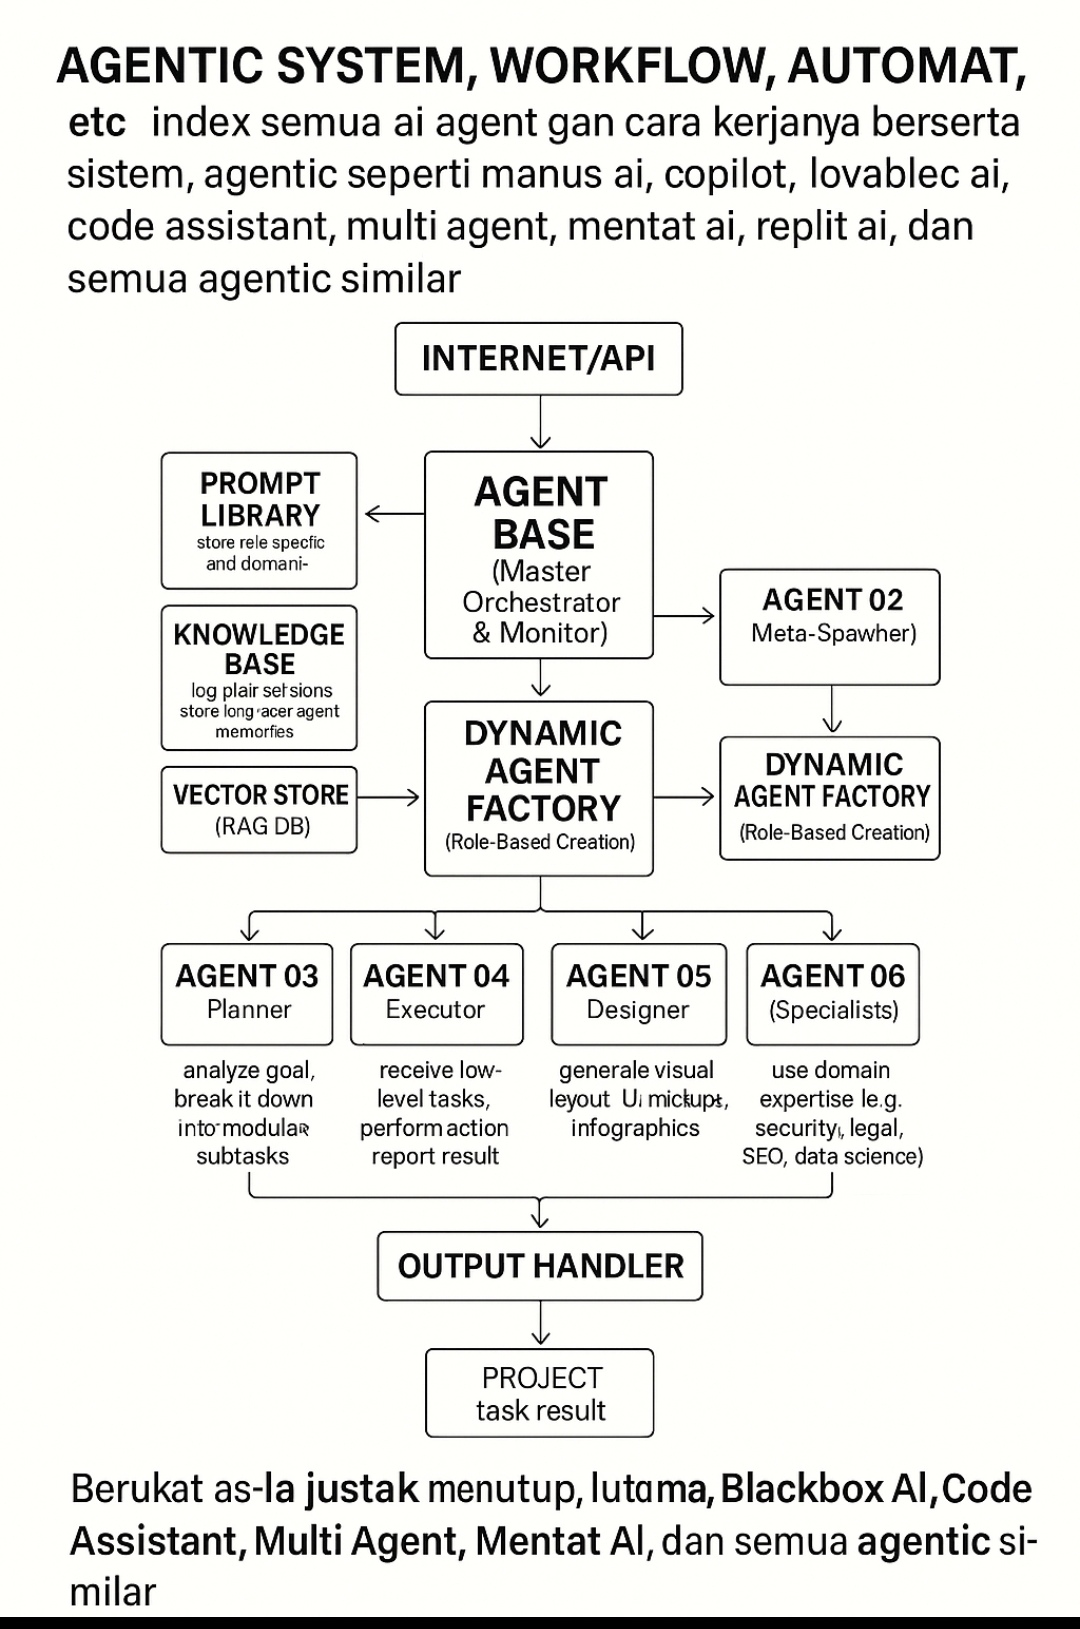 AGENTIC SYSTEM, WORKFLOW, AUTOMAT,
etc index semua ai agent gan cara kerjanya berserta
sistem, agentic seperti manus ai, copilot, lovablec ai,
code assistant, multi agent, mentat ai, replit ai, dan
semua agentic similar
INTERNET/API
PROMPT
LIBRARY
store rele specfic
and domani-
AGENT
BASE
(Master
Orchestrator
& Monitor)
AGENT 02
Meta-Spawher)
KNOWLEDGE
BASE
log plair setsions
store long-acer agent
memorfies
VECTOR STORE
(RAG DB)
DYNAMIC
AGENT
FACTORY
(Role-Based Creation)
DYNAMIC
AGENT FACTORY
(Role-Based Creation)
AGENT 03
Planner
analyze goal,
break it down
into modular
subtasks
AGENT 04
Executor
receive low-
level tasks,
perform action
report result
AGENT 05
Designer
generale visual
leyout
infographics
AGENT 06
(Specialists)
use domain
expertise le.g.
security, legal,
SEO, data science)
OUTPUT HANDLER
PROJECT
task result
Berukat as-la justak menutup, lutama, Blackbox AI, Code
Assistant, Multi Agent, Mentat AI, dan semua agentic si-
milar